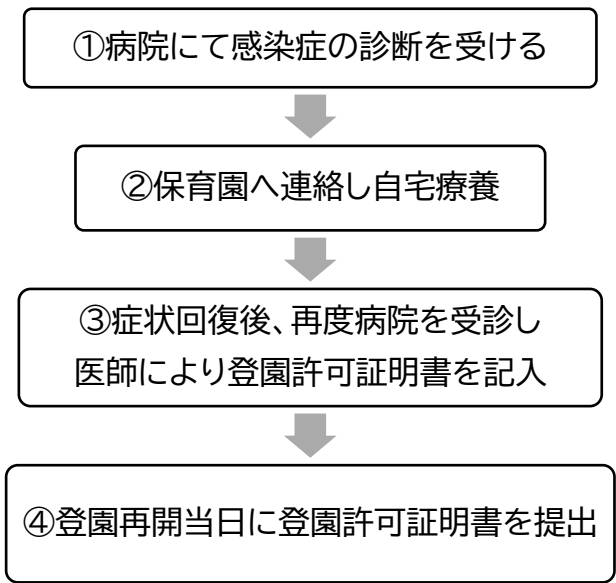 ①病院にて感染症の診断を受ける
②保育園へ連絡し自宅療養
③症状回復後、再度病院を受診し
医師により登園許可証明書を記入
④登園再開当日に登園許可証明書を提出